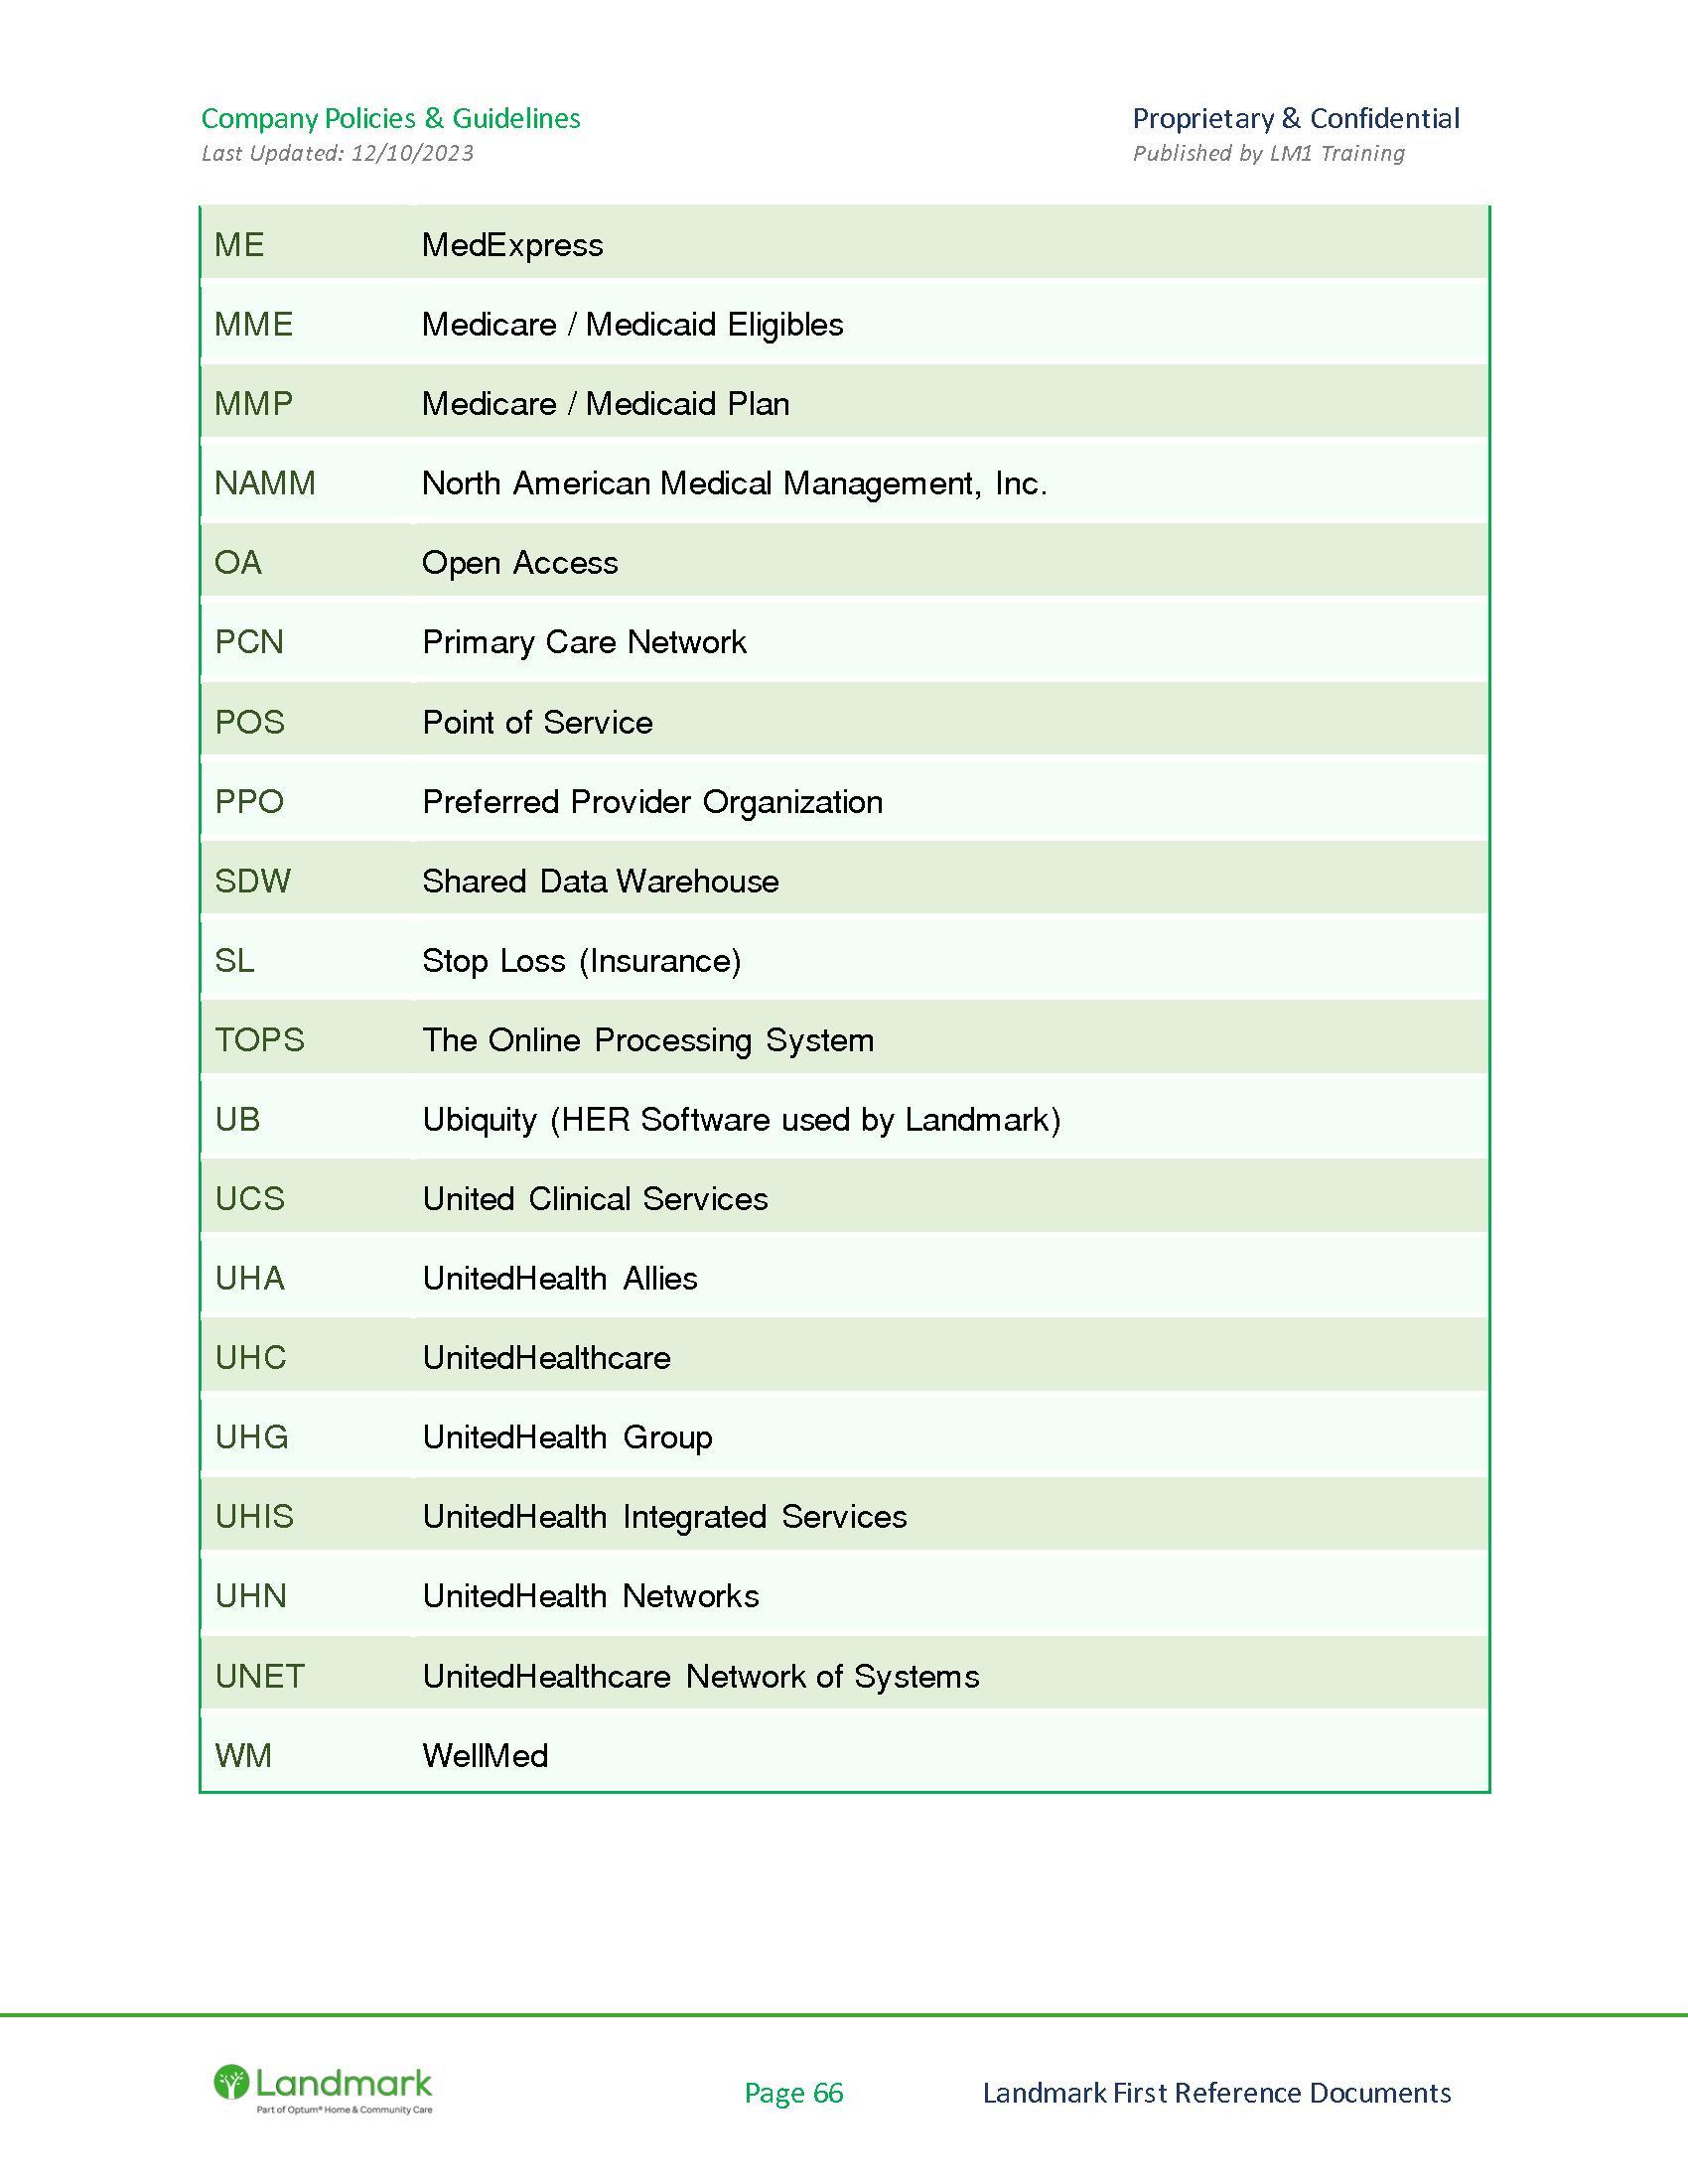 Company Policies & Guidelines Proprietary & Confidential
Last Updated: 12/10/2023 Published by LM1 Training
ME MedExpress
MME Medicare / Medicaid Eligibles
MMP Medicare / Medicaid Plan
NAMM North American Medical Management, Inc.
OA Open Access
PCN Primary Care Network
POS Point of Service
PPO Preferred Provider Organization
SDW Shared Data Warehouse
SL Stop Loss (Insurance)
TOPS The Online Processing System
UB Ubiquity (HER Software used by Landmark)
UCS United Clinical Services
UHA UnitedHealth Allies
UHC UnitedHealthcare
UHG UnitedHealth Group
UHIS UnitedHealth Integrated Services
UHN UnitedHealth Networks
UNET UnitedHealthcare Network of Systems
WM WellMed
Landmark
Part of Optum® Home & Community Care
Page 66 Landmark First Reference Documents